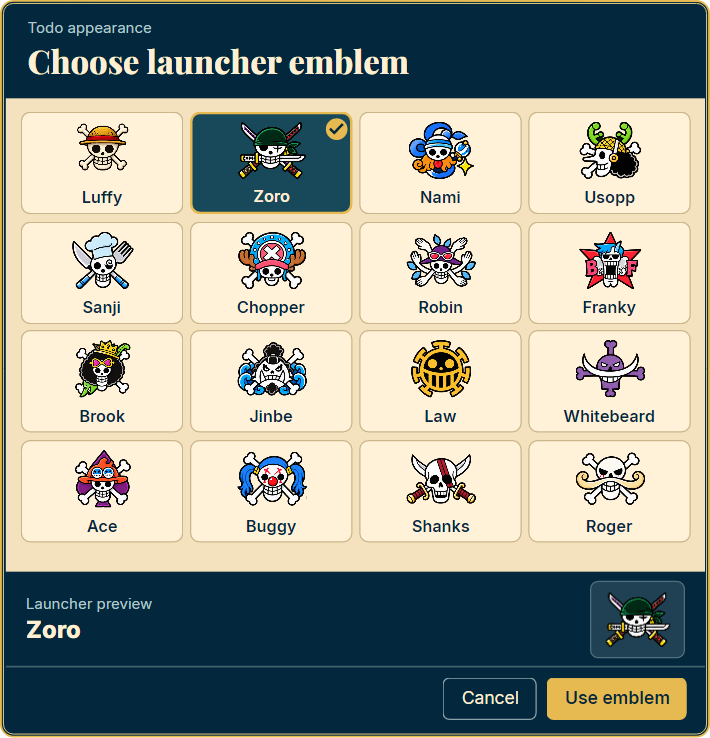 Todo appearance
Choose launcher emblem
Luffy
Zoro
Nami
Usopp
Sanji
Chopper
Robin
B F
Franky
Brook
Jinbe
Law
Whitebeard
Ace
Buggy
Shanks
Roger
Launcher preview
Zoro
Cancel
Use emblem